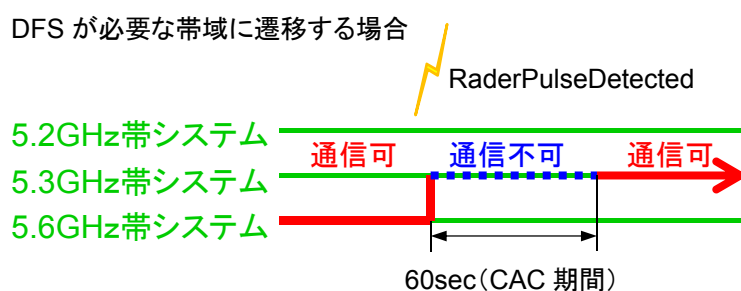 DFS が必要な帯域に遷移する場合
RaderPulseDetected
5.2GHz帯システム
通信可 通信不可 通信可
5.3GHz帯システム
5.6GHz帯システム
60sec（CAC 期間）